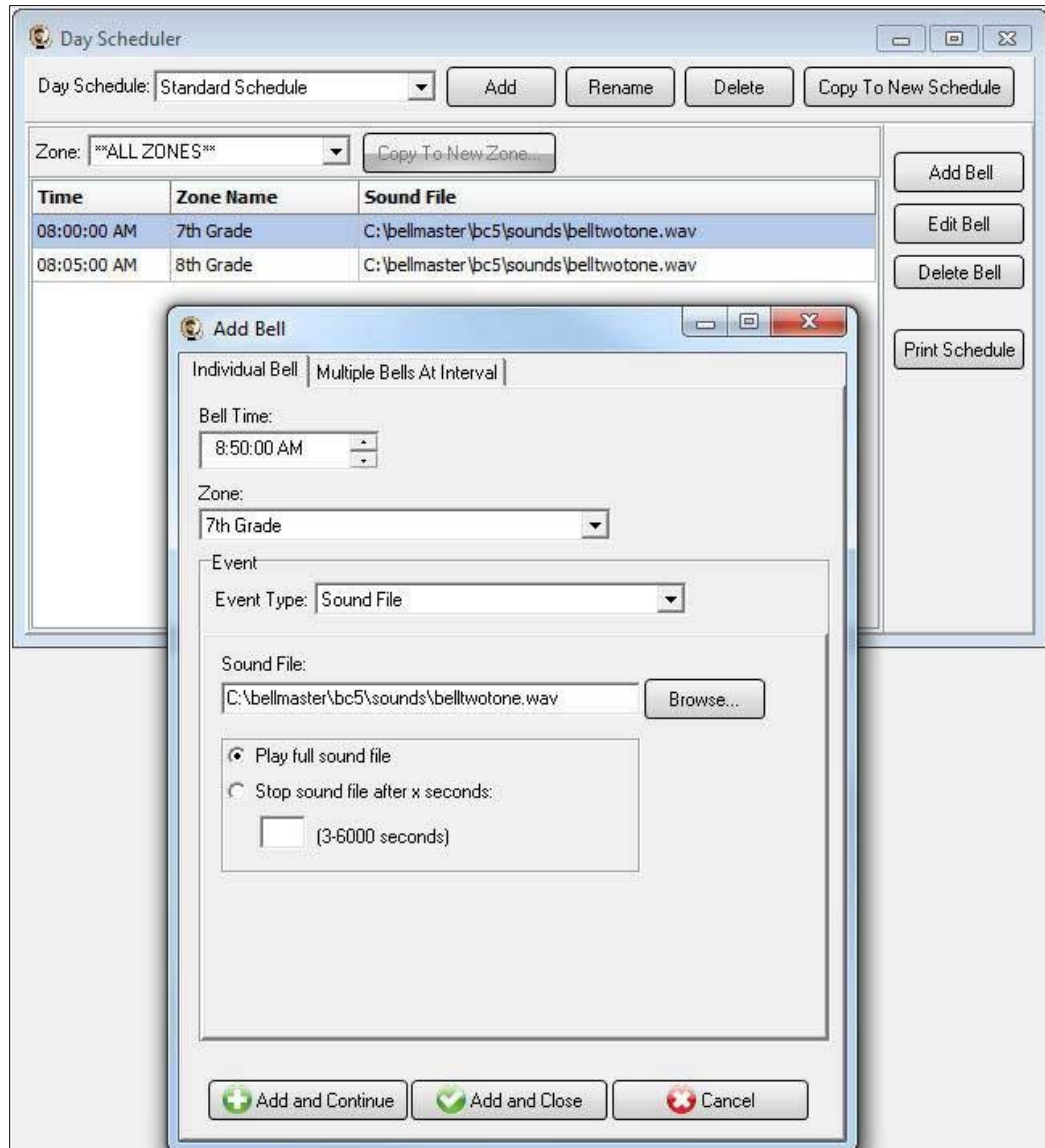 Day Scheduler
Day Schedule: Standard Schedule Add Rename Delete Copy To New Schedule
Zone: **ALL ZONES** Copy To New Zone...
Time Zone Name Sound File
08:00:00 AM 7th Grade C:\bellmaster\bc5\sounds\belltwotone.wav
08:05:00 AM 8th Grade C:\bellmaster\bc5\sounds\belltwotone.wav
Add Bell
Edit Bell
Delete Bell
Print Schedule
Add Bell
Individual Bell Multiple Bells At Interval
Bell Time:
8:50:00 AM
Zone:
7th Grade
Event
Event Type: Sound File
Sound File:
C:\bellmaster\bc5\sounds\belltwotone.wav Browse...
Play full sound file
Stop sound file after x seconds:
(3-6000 seconds)
Add and Continue Add and Close Cancel